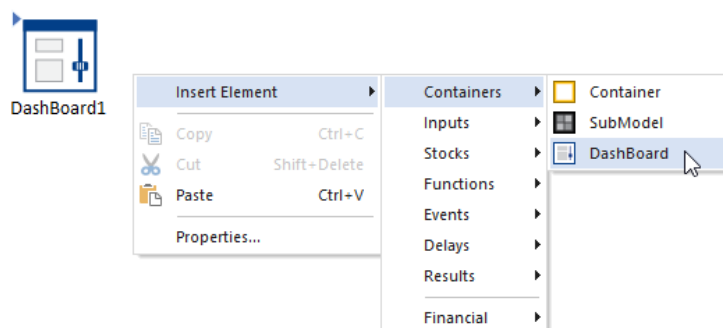 DashBoard1
Insert Element
Copy Ctrl+C
Cut Shift+Delete
Paste Ctrl+V
Properties...
Containers
Inputs
Stocks
Functions
Events
Delays
Results
Financial
Container
SubModel
DashBoard